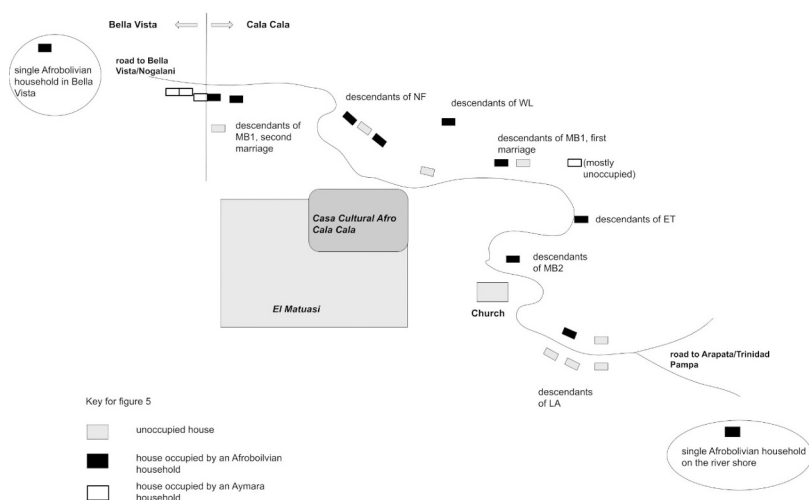 Bella Vista
Cala Cala
single Afrobolivian
household in Bella
Vista
road to Bella
Vista/Nogalani
descendants of NF
descendants of WL
descendants of
MB1, second
marriage
descendants of MB1, first
marriage
(mostly
unoccupied)
Casa Cultural Afro
Cala Cala
descendants of ET
descendants
of MB2
El Matuasi
Church
road to Arapata/Trinidad
Pampa
descendants
of LA
Key for figure 5
unoccupied house
house occupied by an Afroboilvian
household
house occupied by an Aymara
household
single Afrobolivian household
on the river shore